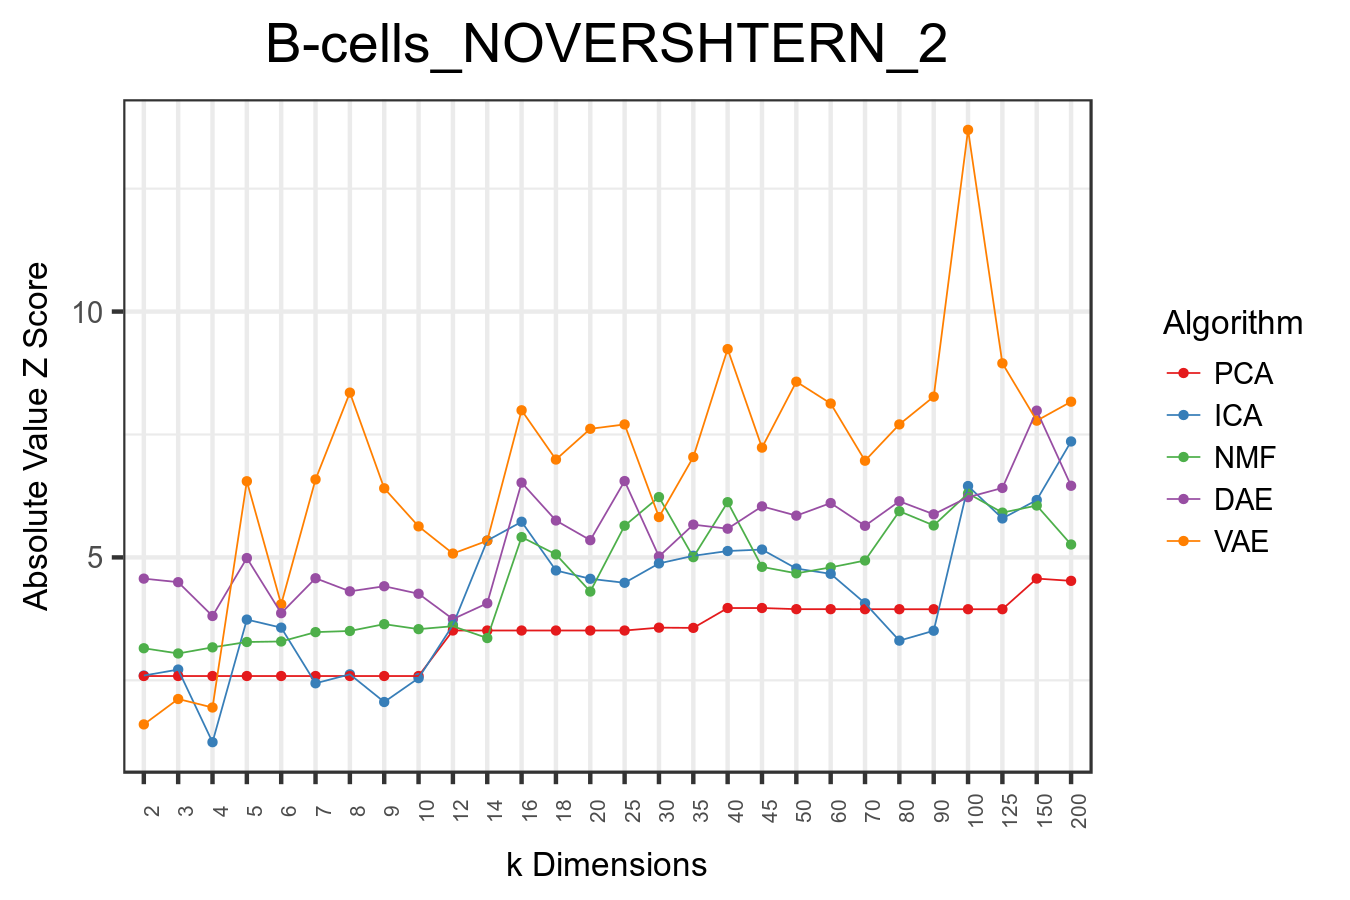 B-cells_NOVERSHTERN_2
Absolute Value Z Score
10
5
2 3 4 5 6 7 8 9 10 12 14 16 18 20 25 30 35 40 45 50 60 70 80 90 100 125 150 200
k Dimensions
Algorithm
PCA
ICA
NMF
DAE
VAE